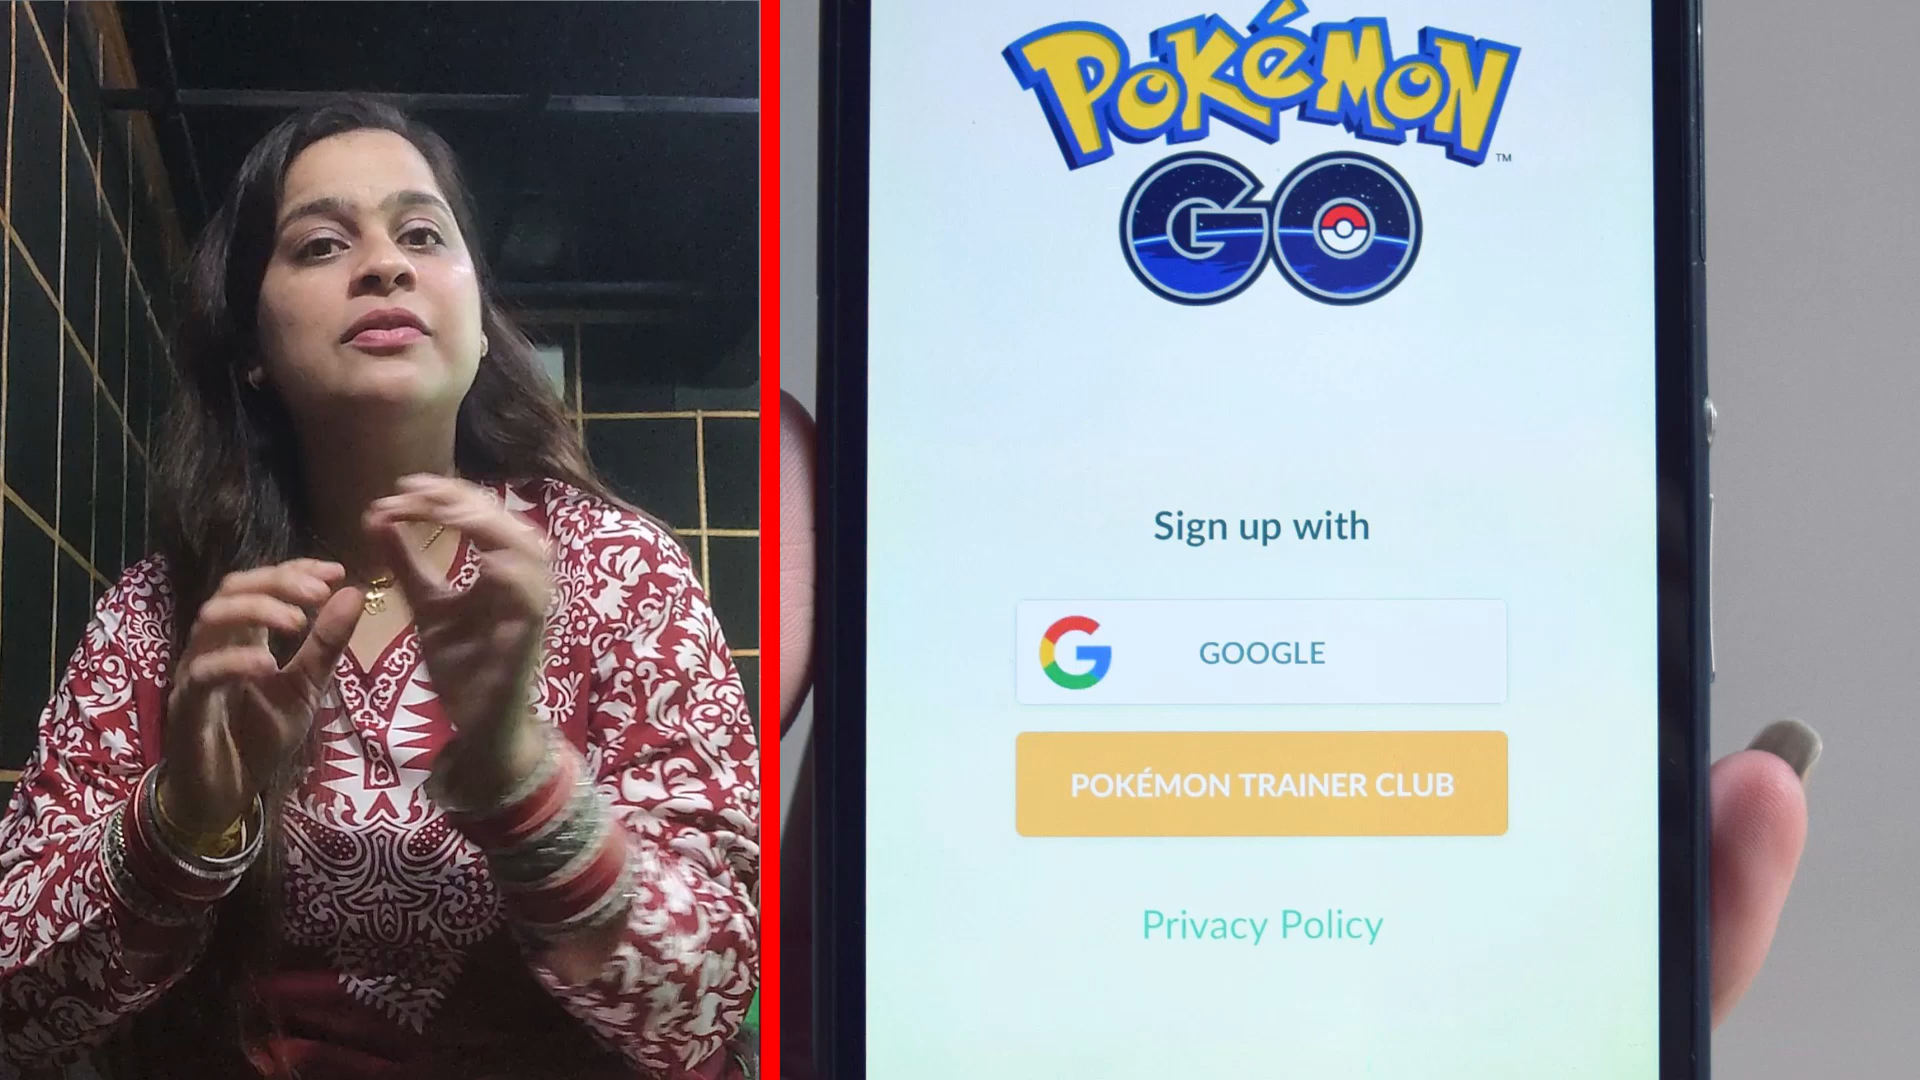 POKÉMON
GO
TM
Sign up with
GOOGLE
POKÉMON TRAINER CLUB
Privacy Policy